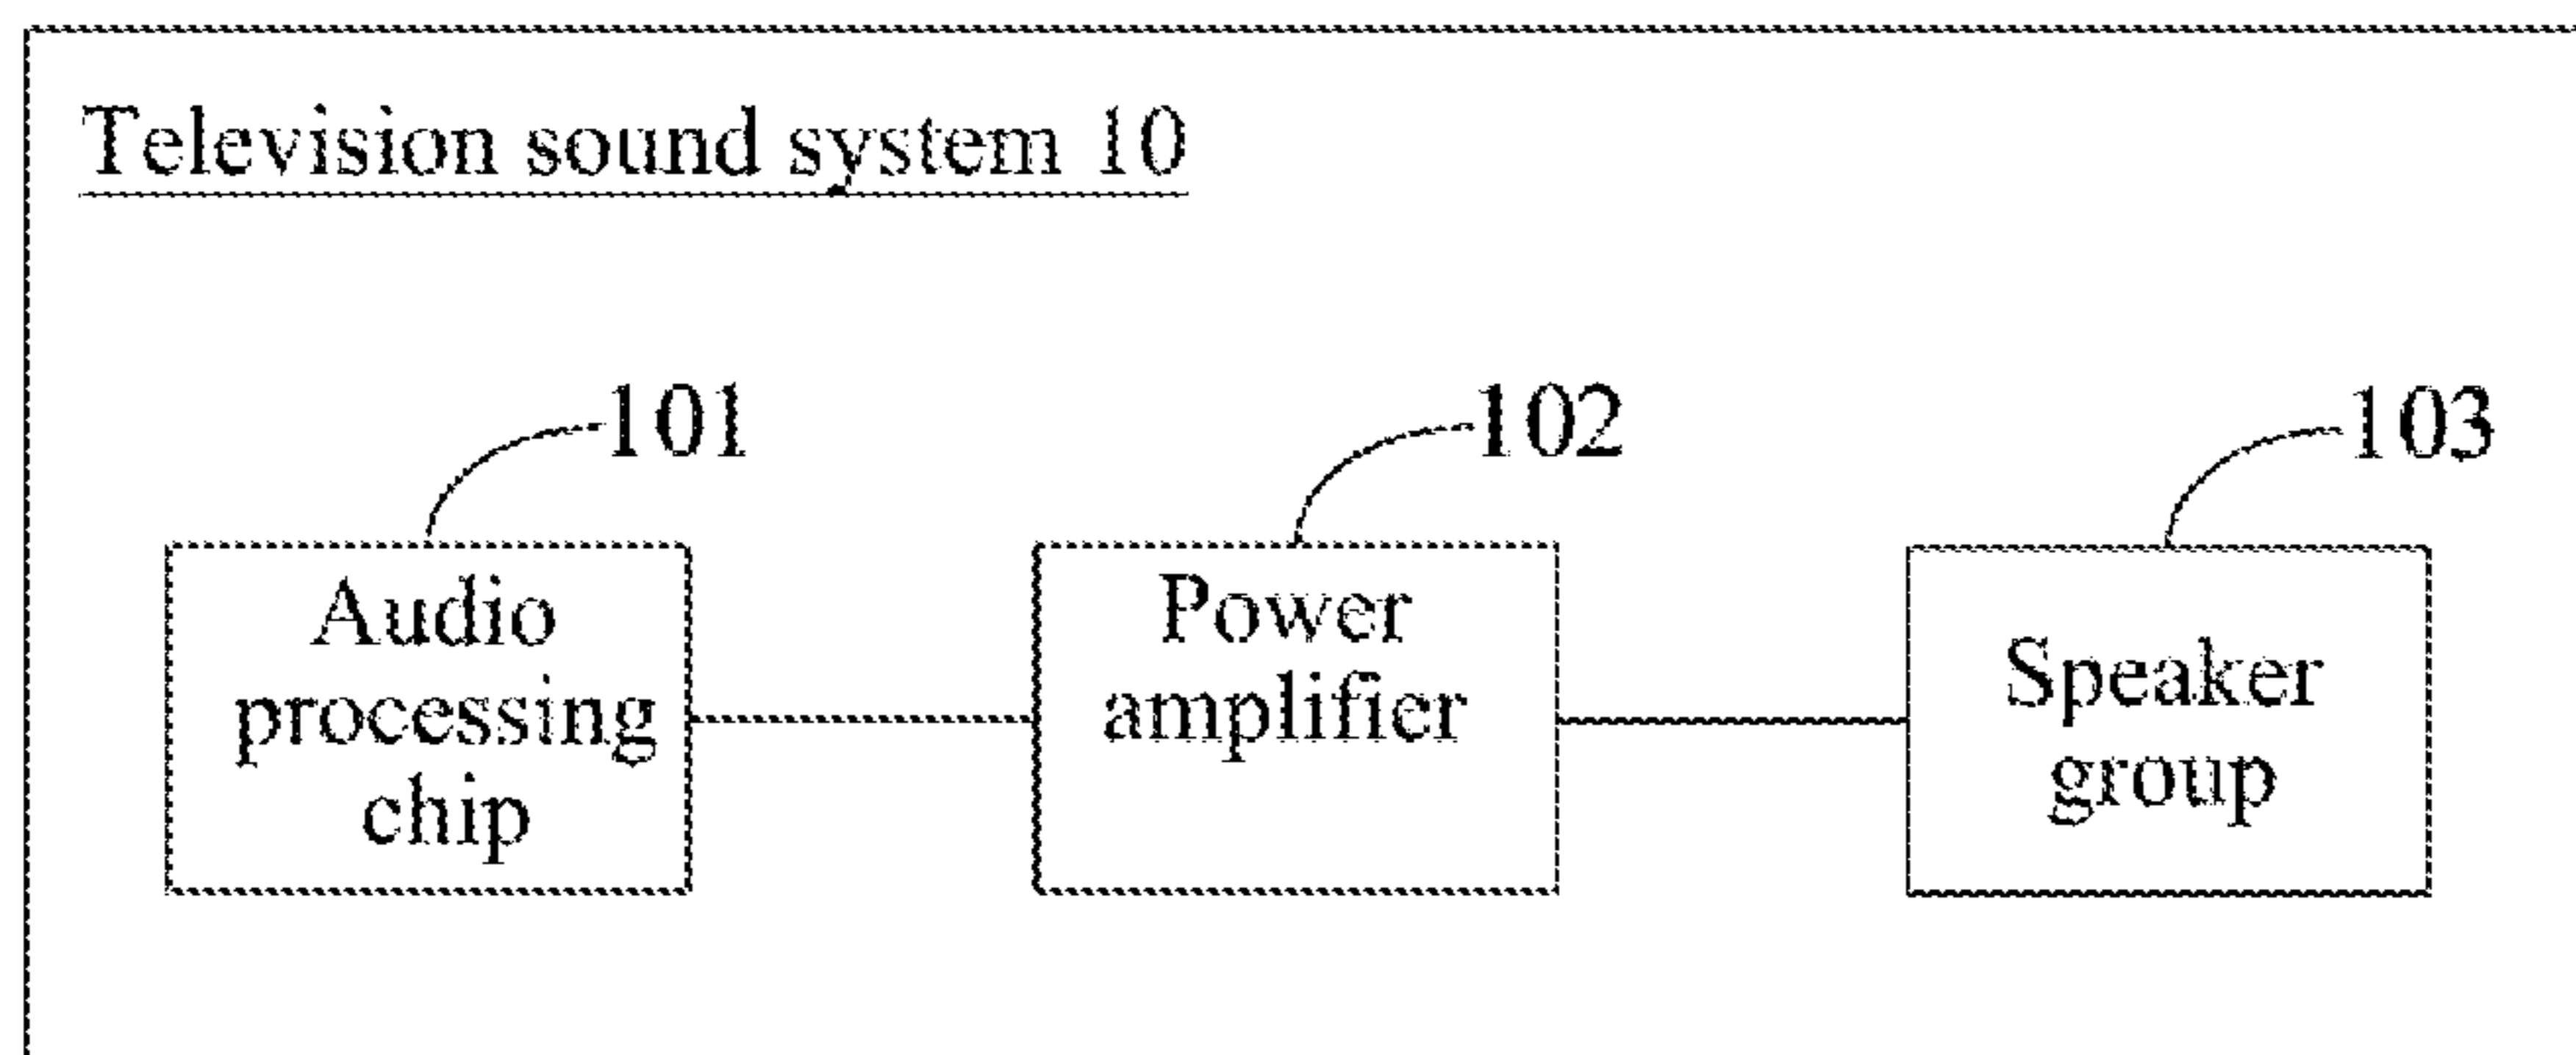 Television sound system 10
101
102
103
Audio
processing
chip
Power
amplifier
Speaker
group